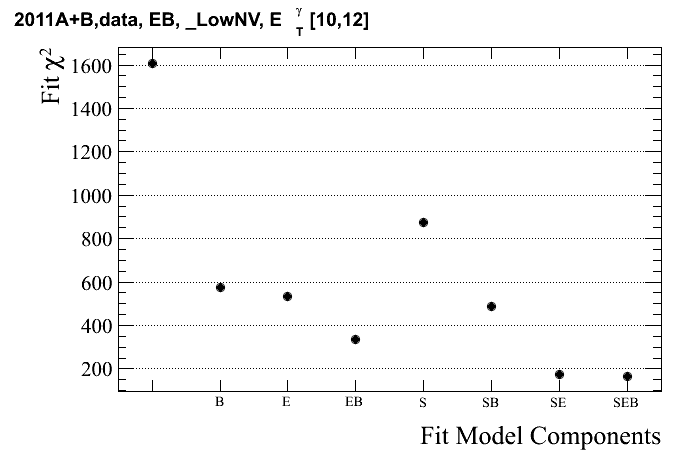 2011A+B,data, EB, _LowNV, E γ T [10,12]
Fit χ²
1600
1400
1200
1000
800
600
400
200
B E EB S SB SE SEB
Fit Model Components